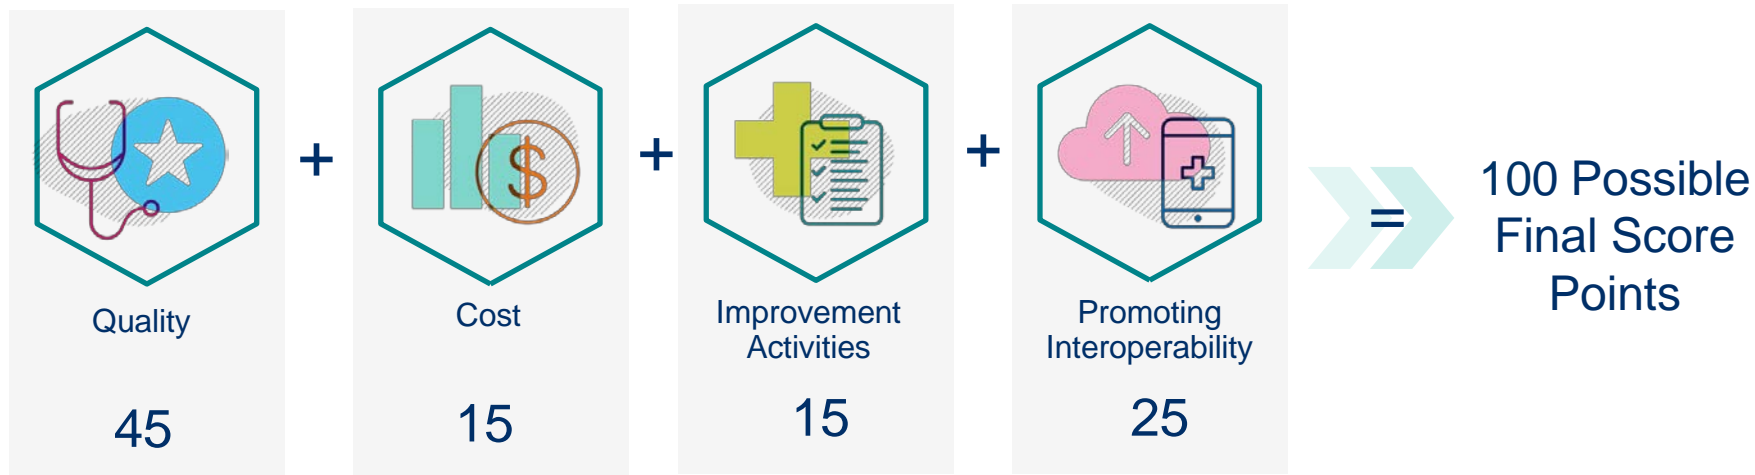 Quality
45
+
Cost
15
+
Improvement
Activities
15
+
Promoting
Interoperability
25
=
100 Possible
Final Score
Points